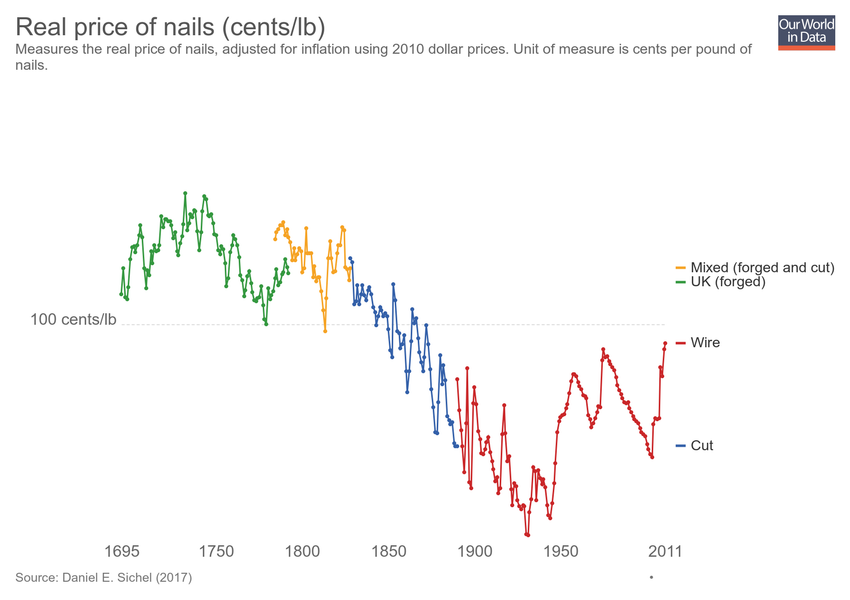 Real price of nails (cents/lb)
Our World
in Data
Measures the real price of nails, adjusted for inflation using 2010 dollar prices. Unit of measure is cents per pound of
nails.
Mixed (forged and cut)
UK (forged)
100 cents/lb
Wire
Cut
1695 1750 1800 1850 1900 1950 2011
Source: Daniel E. Sichel (2017)
•